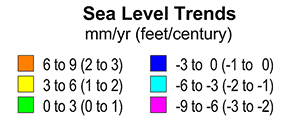 Sea Level Trends
mm/yr (feet/century)
6 to 9 (2 to 3)
3 to 6 (1 to 2)
0 to 3 (0 to 1)
-3 to 0 (-1 to 0)
-6 to -3 (-2 to -1)
-9 to -6 (-3 to -2)